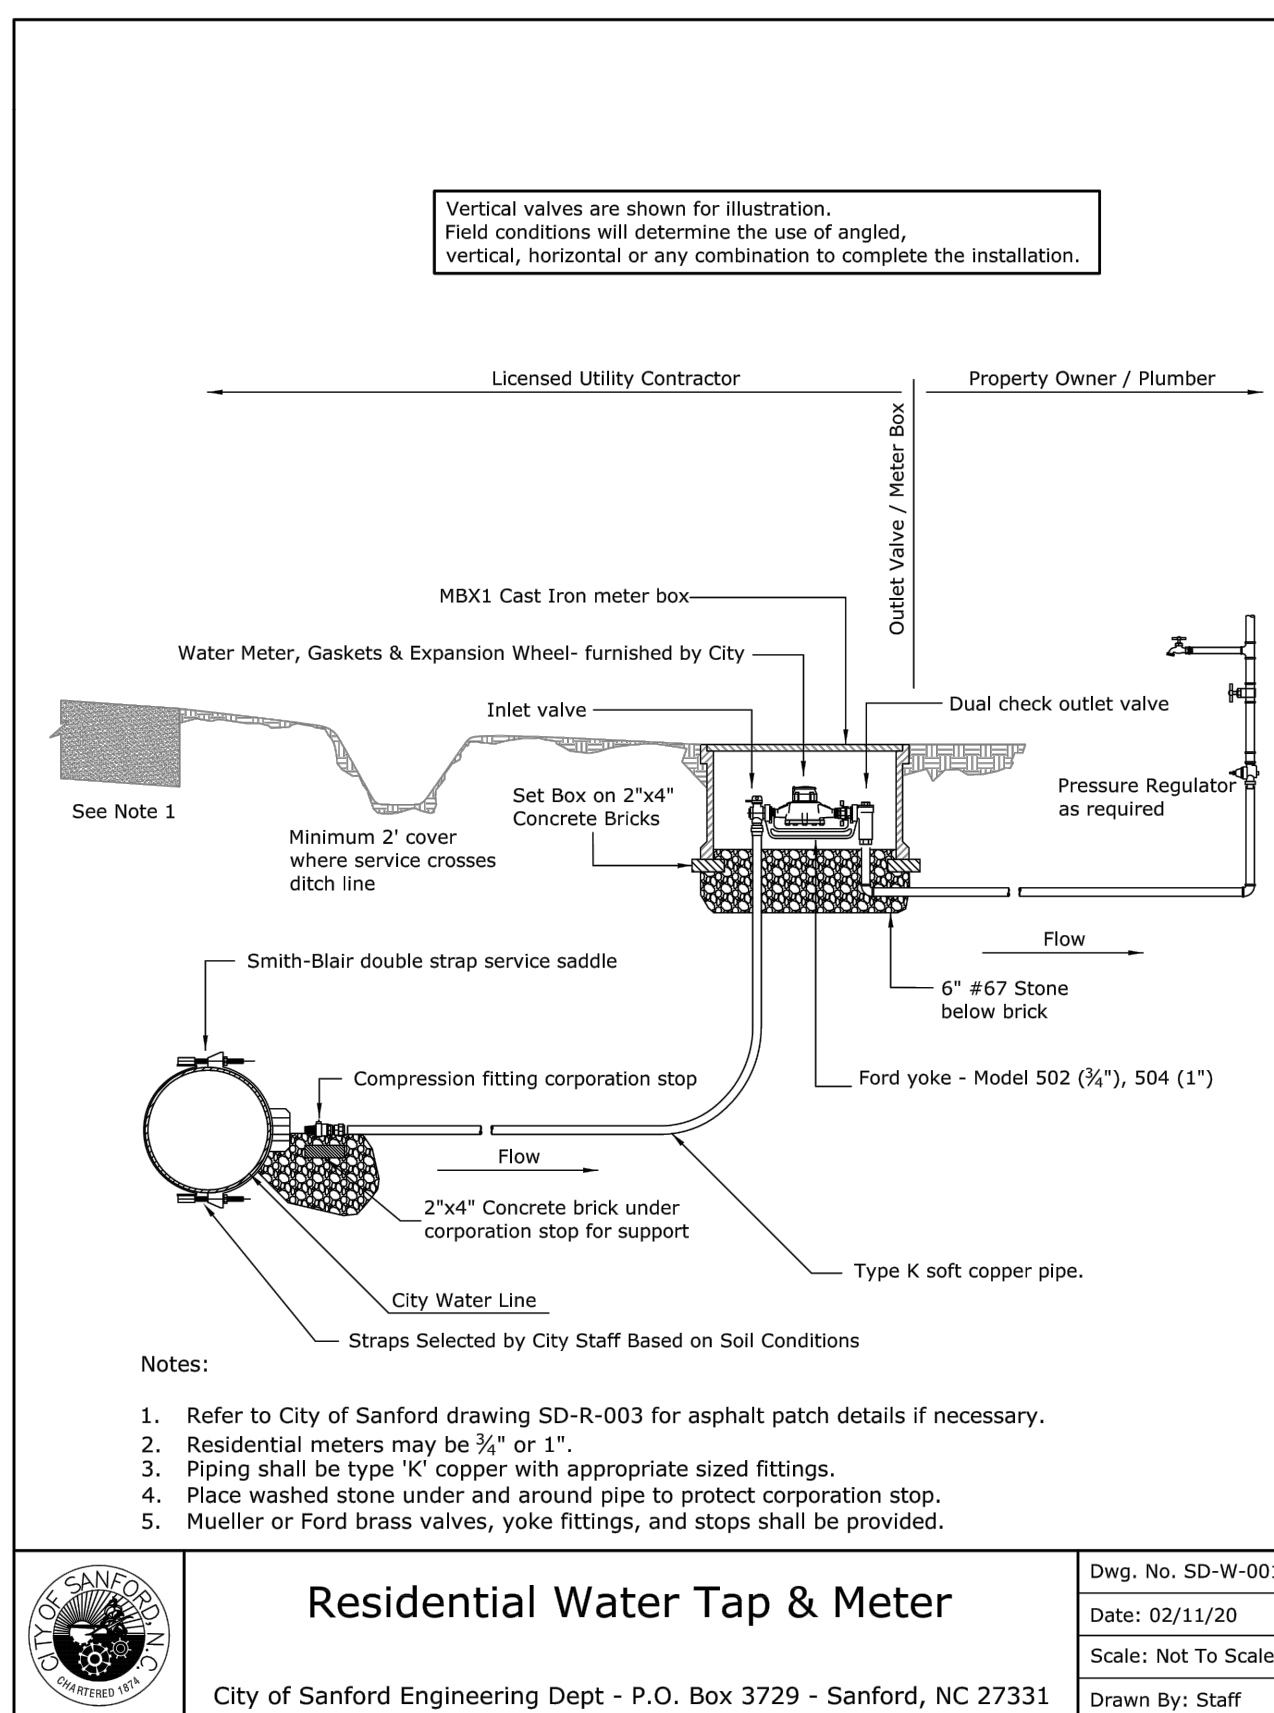 Vertical valves are shown for illustration.
Field conditions will determine the use of angled,
vertical, horizontal or any combination to complete the installation.
Licensed Utility Contractor
Property Owner / Plumber
Outlet Valve / Meter Box
MBX1 Cast Iron meter box
Water Meter, Gaskets & Expansion Wheel- furnished by City
Inlet valve
Dual check outlet valve
See Note 1
Set Box on 2"x4"
Concrete Bricks
Pressure Regulator
as required
Minimum 2' cover
where service crosses
ditch line
Flow
Smith-Blair double strap service saddle
6" #67 Stone
below brick
Compression fitting corporation stop
Ford yoke - Model 502 (¾"), 504 (1")
Flow
2"x4" Concrete brick under
corporation stop for support
Type K soft copper pipe.
City Water Line
Straps Selected by City Staff Based on Soil Conditions
Notes:
1. Refer to City of Sanford drawing SD-R-003 for asphalt patch details if necessary.
2. Residential meters may be ¾" or 1".
3. Piping shall be type 'K' copper with appropriate sized fittings.
4. Place washed stone under and around pipe to protect corporation stop.
5. Mueller or Ford brass valves, yoke fittings, and stops shall be provided.
CITY OF SANFORD, N.C.
CHARTERED 1874
Residential Water Tap & Meter
City of Sanford Engineering Dept - P.O. Box 3729 - Sanford, NC 27331
Dwg. No. SD-W-001
Date: 02/11/20
Scale: Not To Scale
Drawn By: Staff